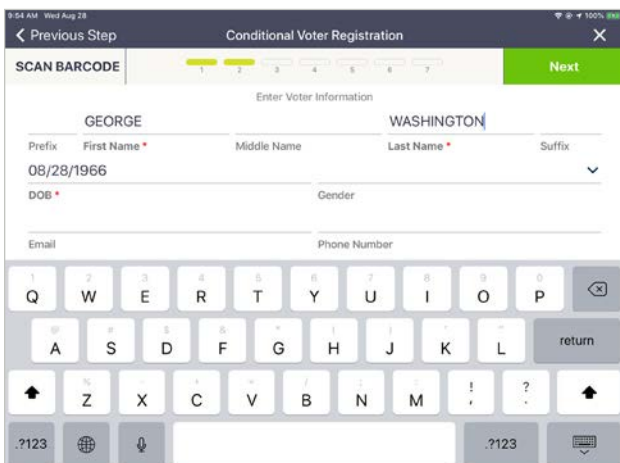 9:54 AM Wed Aug 28 100%
Previous Step Conditional Voter Registration
SCAN BARCODE 1 2 3 4 5 6 7 Next
Enter Voter Information
GEORGE WASHINGTON
Prefix First Name * Middle Name Last Name * Suffix
08/28/1966
DOB * Gender
Email Phone Number
1 2 3 4 5 6 7 8 9 0
Q W E R T Y U I O P
@ # $ & * ( ) ' "
A S D F G H J K L return
% - + = / ; : ! ?
Z X C V B N M , .
.?123 .?123